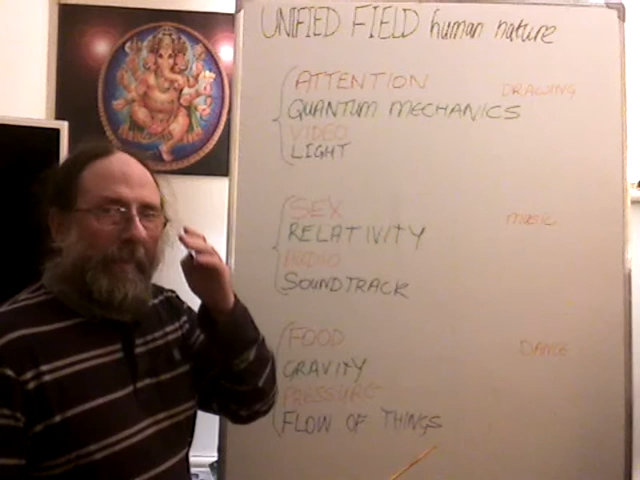 UNIFIED FIELD human nature
ATTENTION DRAWING
QUANTUM MECHANICS
VIDEO
LIGHT
SEX MUSIC
RELATIVITY
AUDIO
SOUNDTRACK
FOOD DANCE
GRAVITY
PRESSURE
FLOW OF THINGS